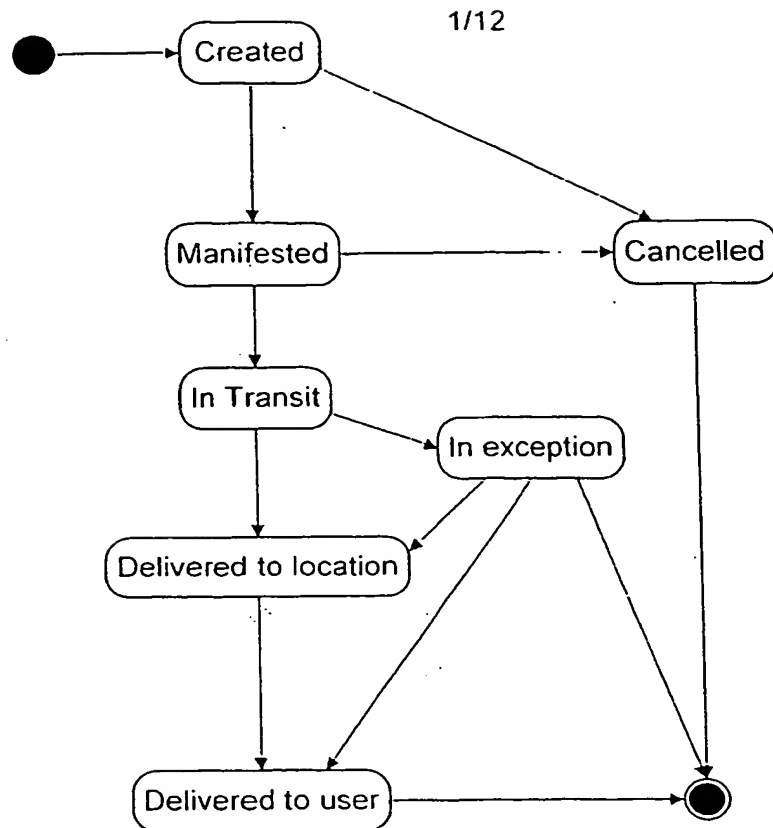 1/12
Created
Manifested
Cancelled
In Transit
In exception
Delivered to location
Delivered to user